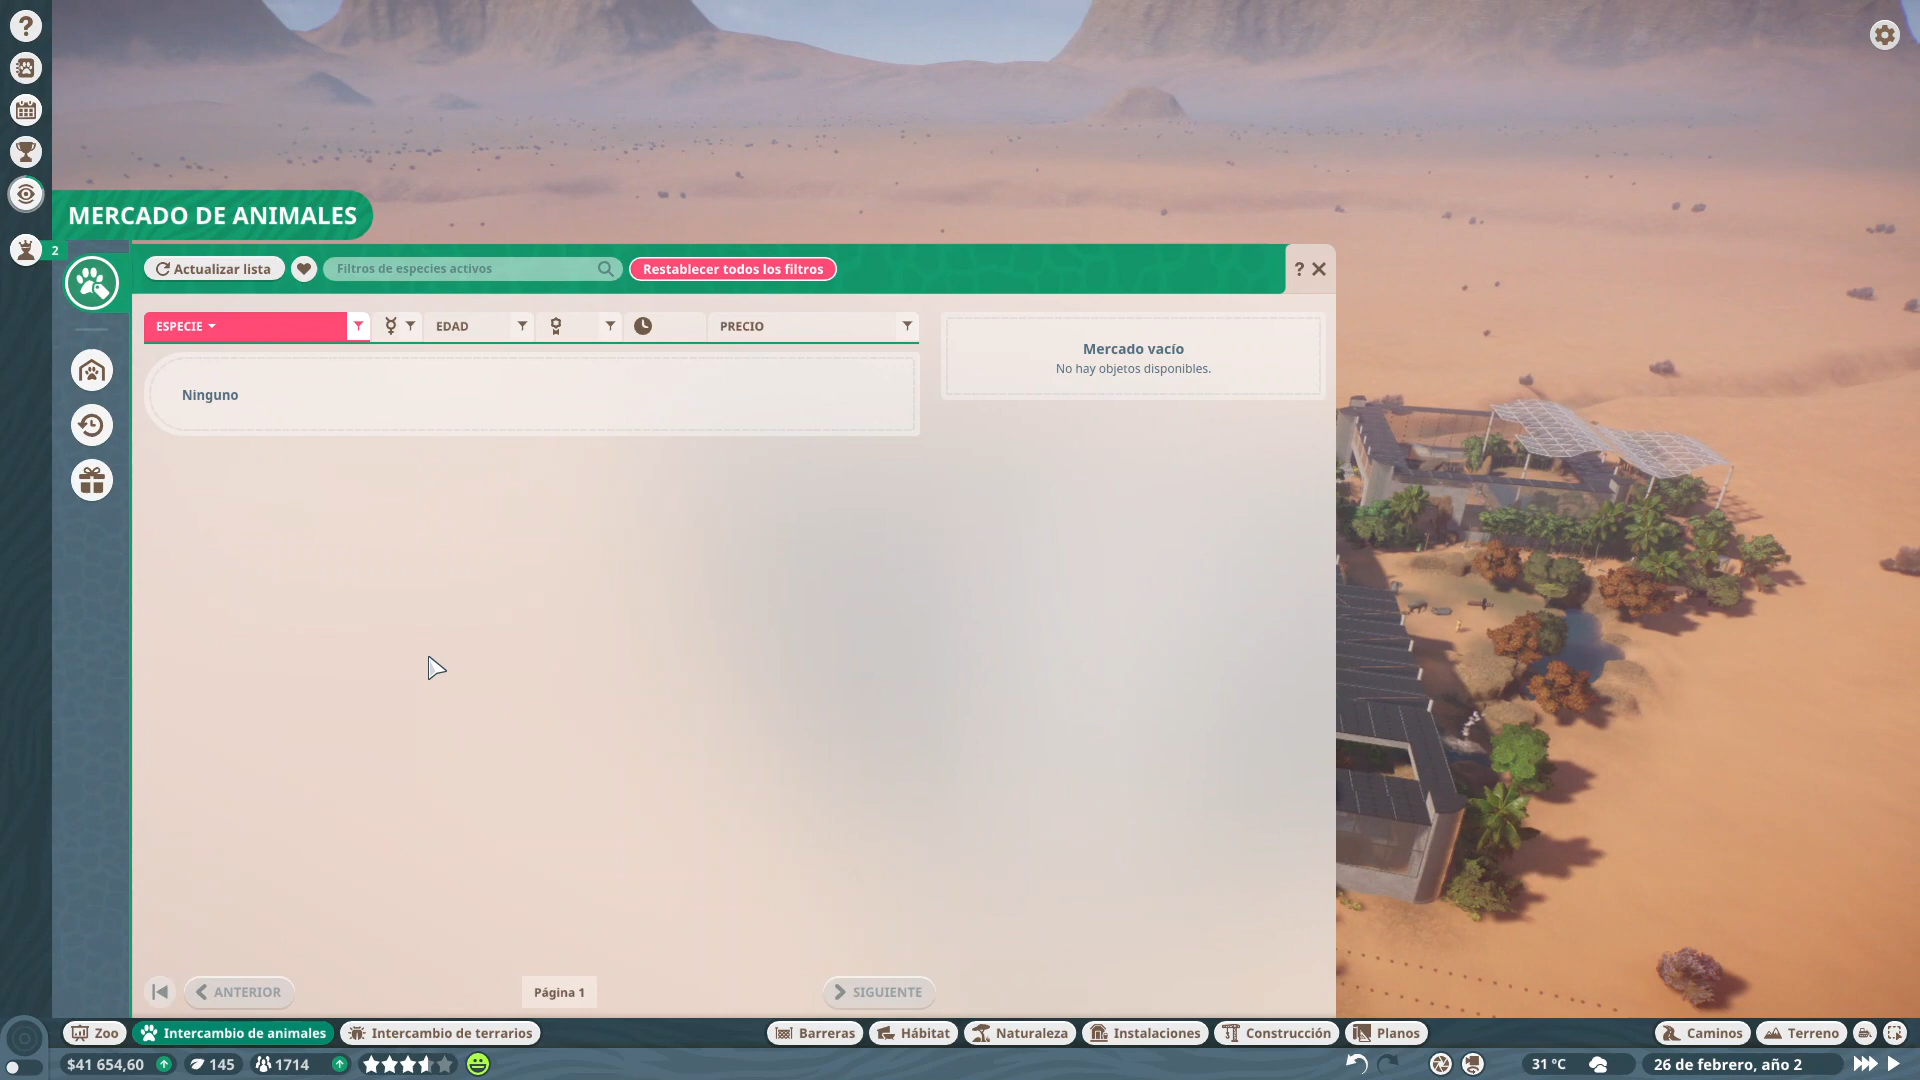 MERCADO DE ANIMALES
2
Actualizar lista
Filtros de especies activos
Restablecer todos los filtros
?
ESPECIE
EDAD
PRECIO
Ninguno
Mercado vacío
No hay objetos disponibles.
ANTERIOR
Página 1
SIGUIENTE
Zoo
Intercambio de animales
Intercambio de terrarios
Barreras
Hábitat
Naturaleza
Instalaciones
Construcción
Planos
Caminos
Terreno
$41 654,60
145
1714
31 °C
26 de febrero, año 2